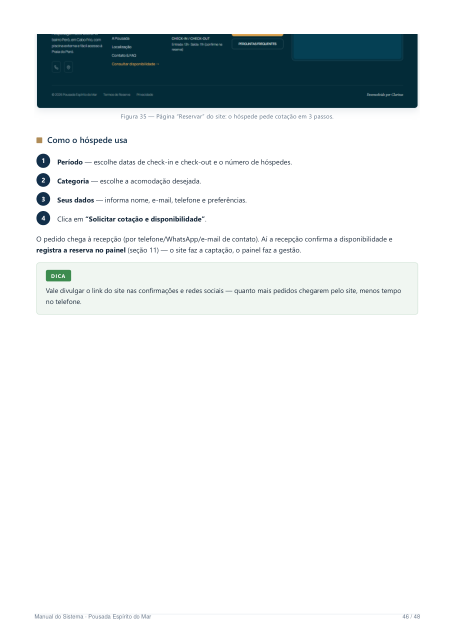 A Pousada
Localização
Contato & FAQ
Consultar disponibilidade
CHECK-IN / CHECK-OUT
PERGUNTAS FREQUENTES
Termos de Reserva
Privacidade
Figura 35 — Página “Reservar” do site: o hóspede pede cotação em 3 passos.
Como o hóspede usa
1 Período — escolhe datas de check-in e check-out e o número de hóspedes.
2 Categoria — escolhe a acomodação desejada.
3 Seus dados — informa nome, e-mail, telefone e preferências.
4 Clica em “Solicitar cotação e disponibilidade”.
O pedido chega à recepção (por telefone/WhatsApp/e-mail de contato). Aí a recepção confirma a disponibilidade e
registra a reserva no painel (seção 11) — o site faz a captação, o painel faz a gestão.
DICA
Vale divulgar o link do site nas confirmações e redes sociais — quanto mais pedidos chegarem pelo site, menos tempo
no telefone.
Manual do Sistema · Pousada Espírito do Mar
46 / 48